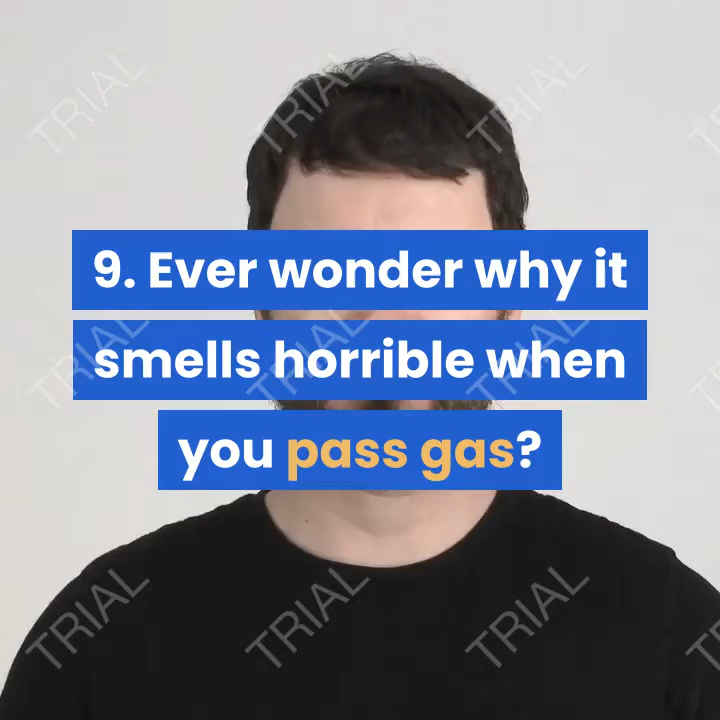 TRIAL TRIAL TRIAL
9. Ever wonder why it
smells horrible when
TRIAL TRIAL TRIAL
you pass gas?
TRIAL TRIAL TRIAL